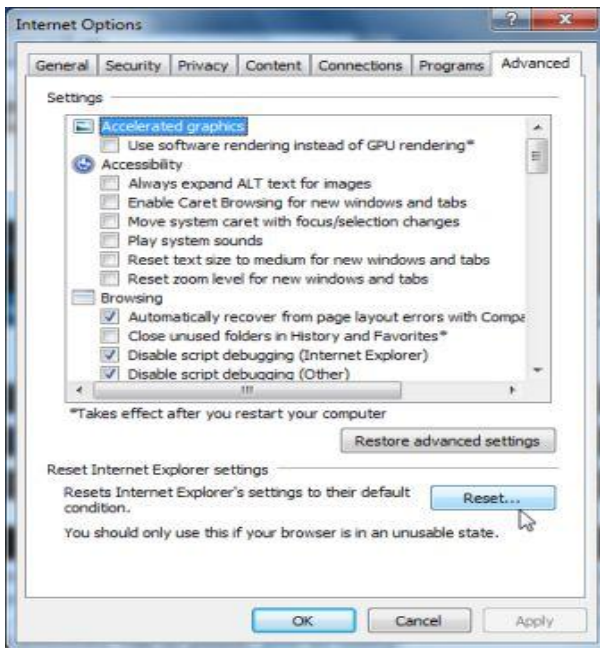 Internet Options
General Security Privacy Content Connections Programs Advanced
Settings
Accelerated graphics
Use software rendering instead of GPU rendering*
Accessibility
Always expand ALT text for images
Enable Caret Browsing for new windows and tabs
Move system caret with focus/selection changes
Play system sounds
Reset text size to medium for new windows and tabs
Reset zoom level for new windows and tabs
Browsing
Automatically recover from page layout errors with Compa
Close unused folders in History and Favorites*
Disable script debugging (Internet Explorer)
Disable script debugging (Other)
*Takes effect after you restart your computer
Restore advanced settings
Reset Internet Explorer settings
Resets Internet Explorer's settings to their default
condition.
Reset...
You should only use this if your browser is in an unusable state.
OK Cancel Apply